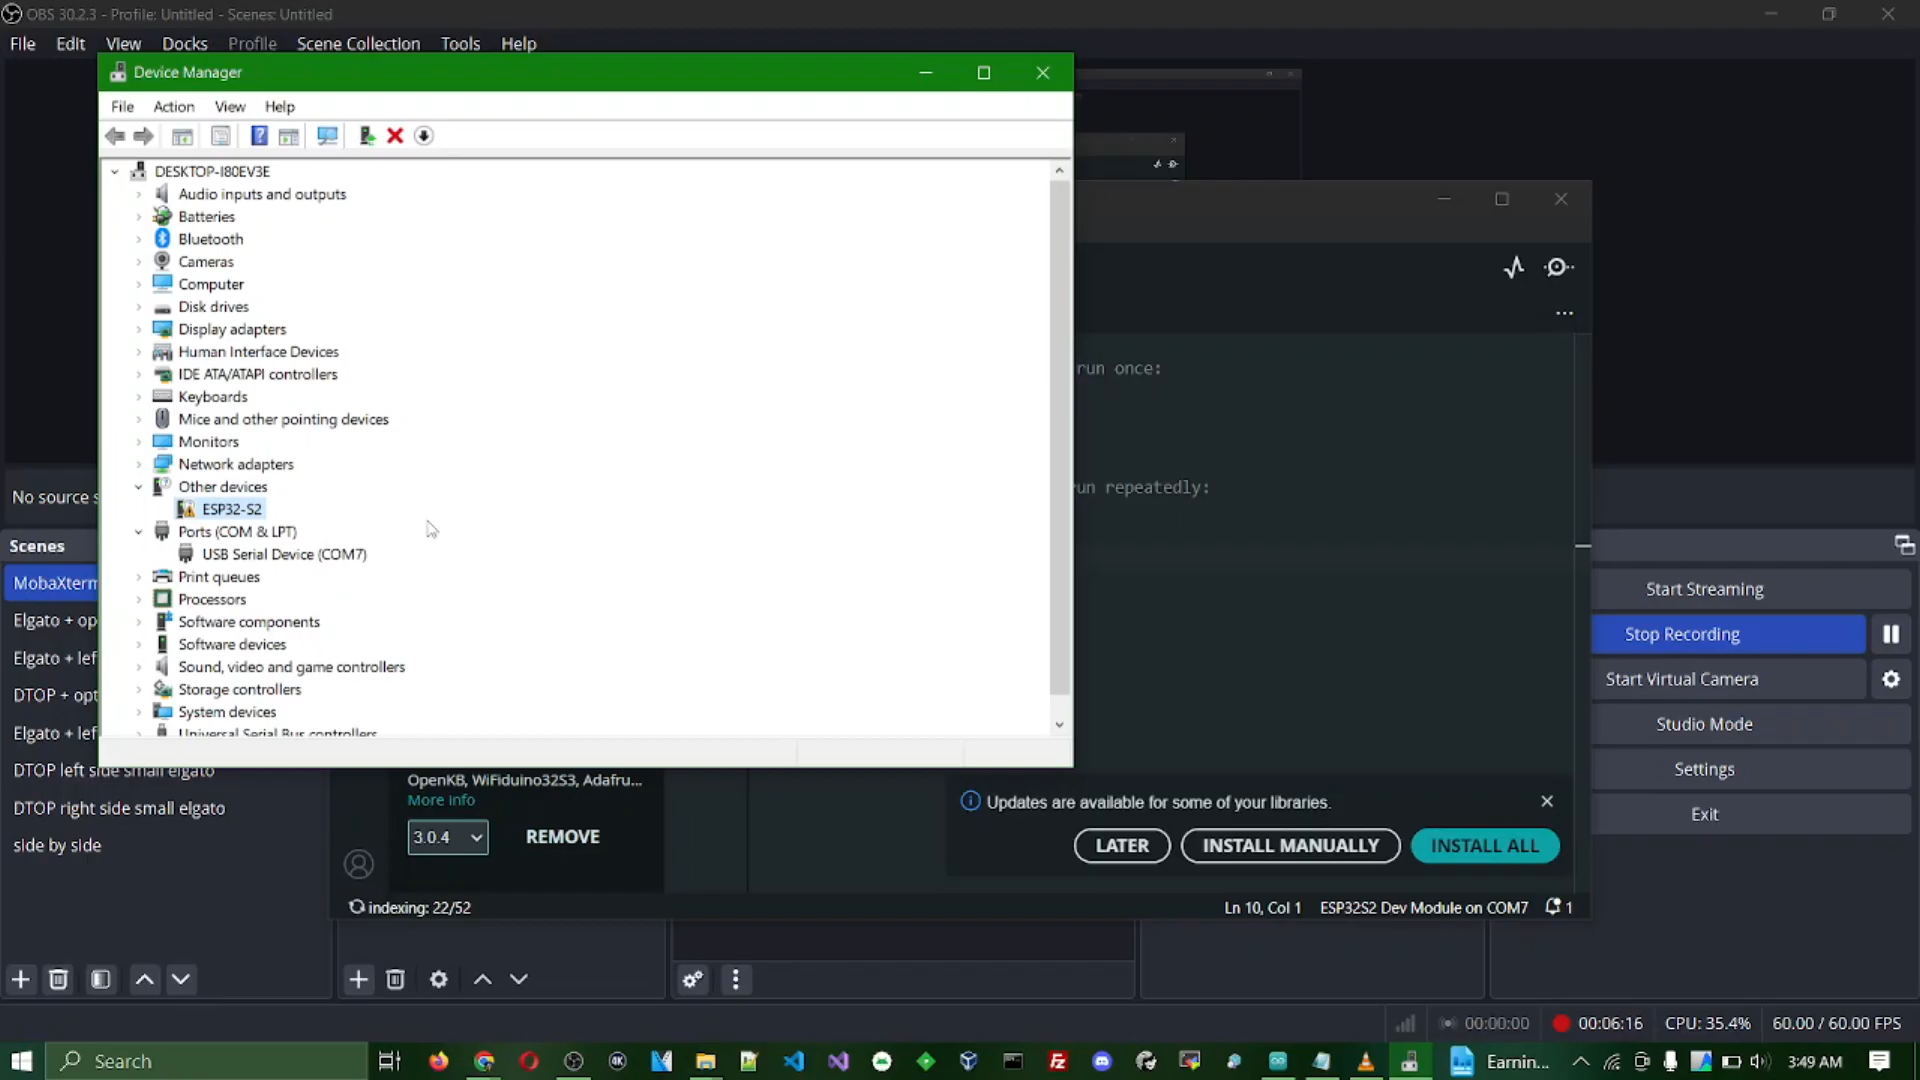 OBS 30.2.3 - Profile: Untitled - Scenes: Untitled
File Edit View Docks Profile Scene Collection Tools Help
Device Manager
File Action View Help
DESKTOP-I80EV3E
Audio inputs and outputs
Batteries
Bluetooth
Cameras
Computer
Disk drives
Display adapters
Human Interface Devices
IDE ATA/ATAPI controllers
Keyboards
Mice and other pointing devices
Monitors
Network adapters
Other devices
ESP32-S2
Ports (COM & LPT)
USB Serial Device (COM7)
Print queues
Processors
Software components
Software devices
Sound, video and game controllers
Storage controllers
System devices
Universal Serial Bus controllers
run once:
run repeatedly:
No source s
Scenes
MobaXterm
Elgato + op
Elgato + lef
DTOP + opt
Elgato + lef
DTOP left side small elgato
DTOP right side small elgato
side by side
OpenKB, WiFiduino32S3, Adafru...
More info
3.0.4 REMOVE
Updates are available for some of your libraries.
LATER INSTALL MANUALLY INSTALL ALL
indexing: 22/52
Ln 10, Col 1 ESP32S2 Dev Module on COM7 1
Start Streaming
Stop Recording
Start Virtual Camera
Studio Mode
Settings
Exit
00:00:00 00:06:16 CPU: 35.4% 60.00 / 60.00 FPS
Search
Earnin... 3:49 AM